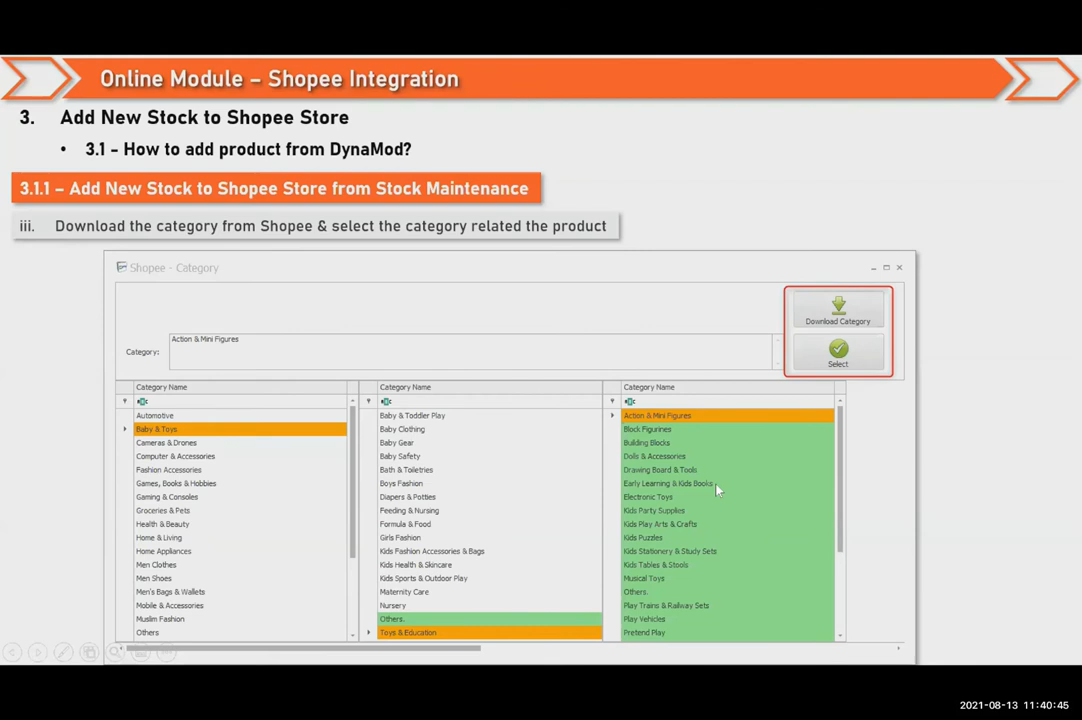 Online Module – Shopee Integration
3. Add New Stock to Shopee Store
• 3.1 - How to add product from DynaMod?
3.1.1 – Add New Stock to Shopee Store from Stock Maintenance
iii. Download the category from Shopee & select the category related the product
Shopee - Category
Download Category
Select
Category:
Action & Mini Figures
Category Name
Automotive
Baby & Toys
Cameras & Drones
Computer & Accessories
Fashion Accessories
Games, Books & Hobbies
Gaming & Consoles
Groceries & Pets
Health & Beauty
Home & Living
Home Appliances
Men Clothes
Men Shoes
Men's Bags & Wallets
Mobile & Accessories
Muslim Fashion
Others
Category Name
Baby & Toddler Play
Baby Clothing
Baby Gear
Baby Safety
Bath & Toiletries
Boys Fashion
Diapers & Potties
Feeding & Nursing
Formula & Food
Girls Fashion
Kids Fashion Accessories & Bags
Kids Health & Skincare
Kids Sports & Outdoor Play
Maternity Care
Nursery
Others.
Toys & Education
Category Name
Action & Mini Figures
Block Figurines
Building Blocks
Dolls & Accessories
Drawing Board & Tools
Early Learning & Kids Books
Electronic Toys
Kids Party Supplies
Kids Play Arts & Crafts
Kids Puzzles
Kids Stationery & Study Sets
Kids Tables & Stools
Musical Toys
Others.
Play Trains & Railway Sets
Play Vehicles
Pretend Play
2021-08-13 11:40:45